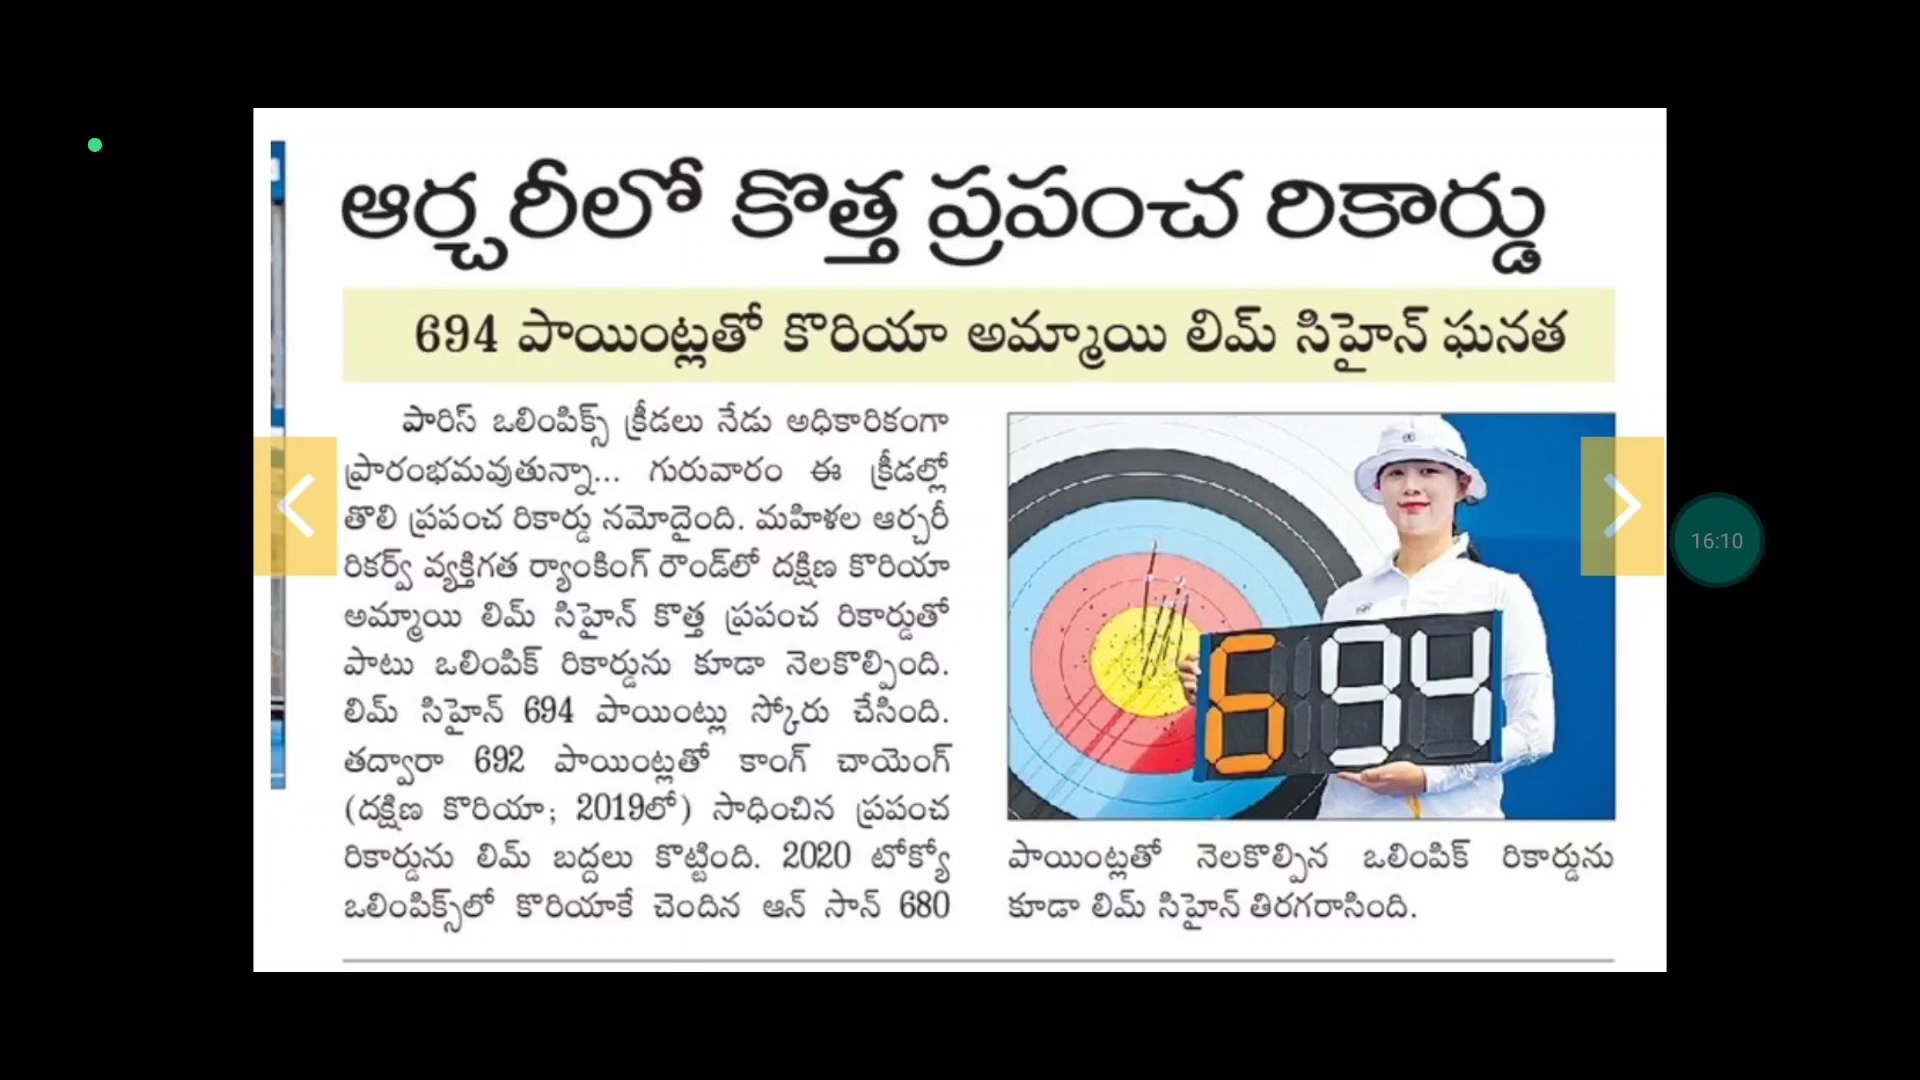 ఆర్చరీలో కొత్త ప్రపంచ రికార్డు
694 పాయింట్లతో కొరియా అమ్మాయి లిమ్ సిహైన్ ఘనత
పారిస్ ఒలింపిక్స్ క్రీడలు నేడు అధికారికంగా
ప్రారంభమవుతున్నా... గురువారం ఈ క్రీడల్లో
తొలి ప్రపంచ రికార్డు నమోదైంది. మహిళల ఆర్చరీ
రికర్వ్ వ్యక్తిగత ర్యాంకింగ్ రౌండ్‌లో దక్షిణ కొరియా
అమ్మాయి లిమ్ సిహైన్ కొత్త ప్రపంచ రికార్డుతో
పాటు ఒలింపిక్ రికార్డును కూడా నెలకొల్పింది.
లిమ్ సిహైన్ 694 పాయింట్లు స్కోరు చేసింది.
తద్వారా 692 పాయింట్లతో కాంగ్ చాయెంగ్
(దక్షిణ కొరియా; 2019లో) సాధించిన ప్రపంచ
రికార్డును లిమ్ బద్దలు కొట్టింది. 2020 టోక్యో
ఒలింపిక్స్‌లో కొరియాకే చెందిన ఆన్ సాన్ 680
694
పాయింట్లతో నెలకొల్పిన ఒలింపిక్ రికార్డును
కూడా లిమ్ సిహైన్ తిరగరాసింది.
16:10